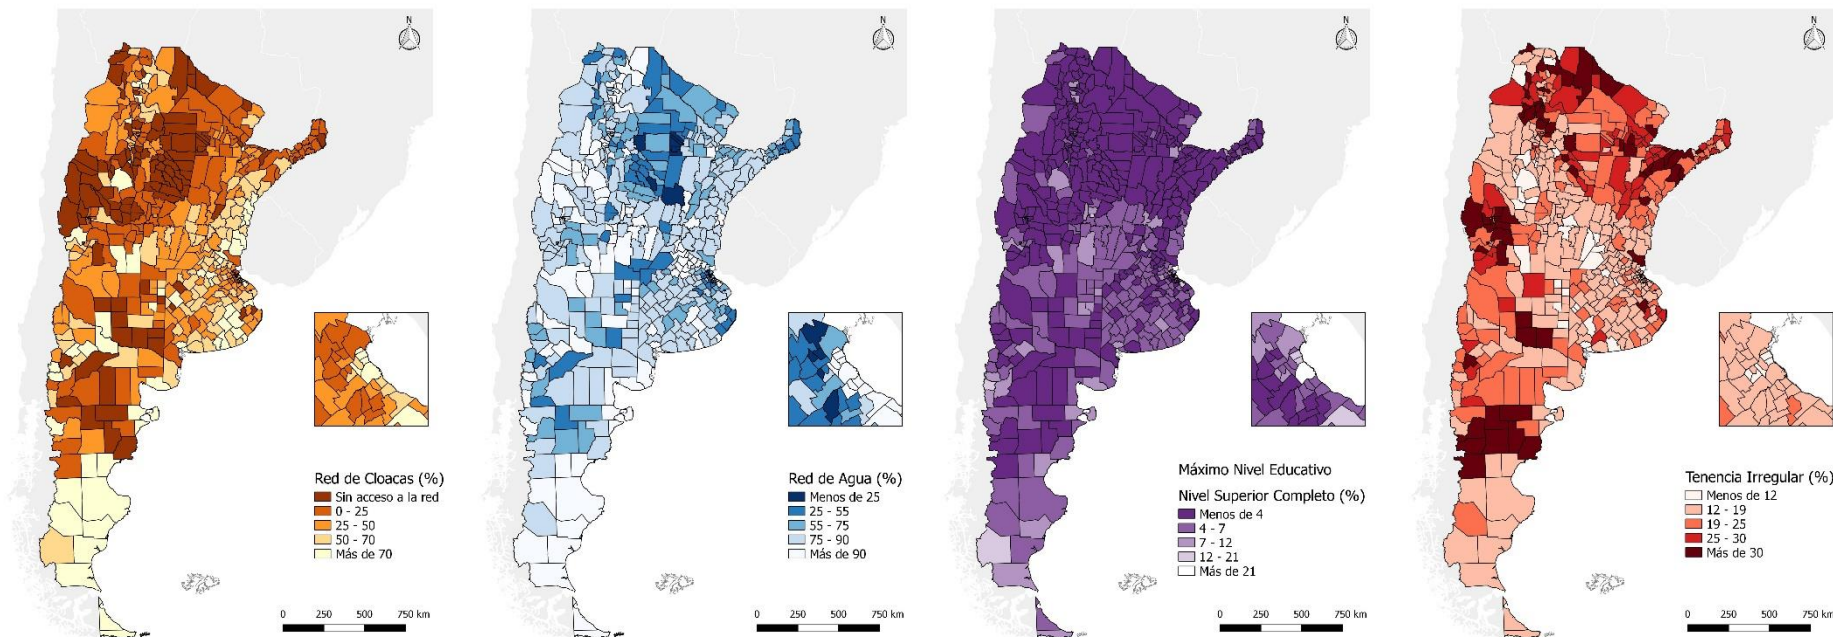 N
Red de Cloacas (%)
Sin acceso a la red
0 - 25
25 - 50
50 - 70
Más de 70
0 250 500 750 km
N
Red de Agua (%)
Menos de 25
25 - 55
55 - 75
75 - 90
Más de 90
0 250 500 750 km
N
Máximo Nivel Educativo
Nivel Superior Completo (%)
Menos de 4
4 - 7
7 - 12
12 - 21
Más de 21
0 250 500 750 km
N
Tenencia Irregular (%)
Menos de 12
12 - 19
19 - 25
25 - 30
Más de 30
0 250 500 750 km